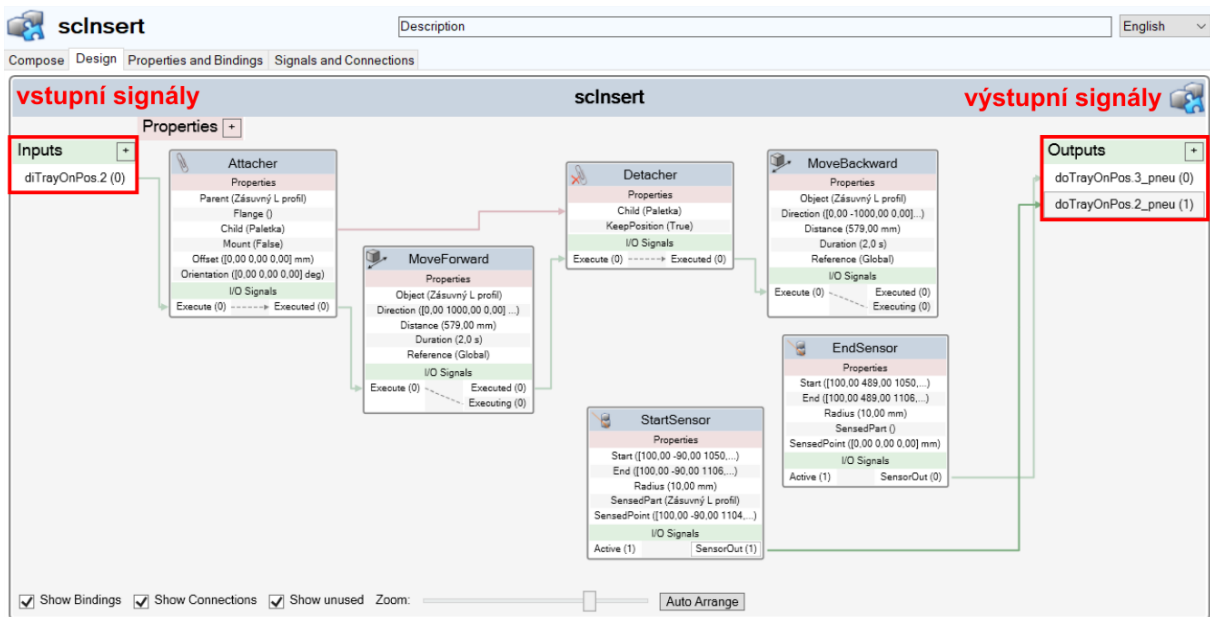 scInsert
Description
English
Compose Design Properties and Bindings Signals and Connections
vstupní signály
scInsert
výstupní signály
Properties +
Inputs +
diTrayOnPos.2 (0)
Attacher
Properties
Parent (Zásuvný L profil)
Flange ()
Child (Paletka)
Mount (False)
Offset ([0,00 0,00 0,00] mm)
Orientation ([0,00 0,00 0,00] deg)
I/O Signals
Execute (0) Executed (0)
MoveForward
Properties
Object (Zásuvný L profil)
Direction ([0,00 1000,00 0,00] ...)
Distance (579,00 mm)
Duration (2,0 s)
Reference (Global)
I/O Signals
Execute (0) Executed (0)
Executing (0)
Detacher
Properties
Child (Paletka)
KeepPosition (True)
I/O Signals
Execute (0) Executed (0)
MoveBackward
Properties
Object (Zásuvný L profil)
Direction ([0,00 -1000,00 0,00]...)
Distance (579,00 mm)
Duration (2,0 s)
Reference (Global)
I/O Signals
Execute (0) Executed (0)
Executing (0)
EndSensor
Properties
Start ([100,00 489,00 1050,...)
End ([100,00 489,00 1106,...)
Radius (10,00 mm)
SensedPart ()
SensedPoint ([0,00 0,00 0,00] mm)
I/O Signals
Active (1) SensorOut (0)
StartSensor
Properties
Start ([100,00 -90,00 1050,...)
End ([100,00 -90,00 1106,...)
Radius (10,00 mm)
SensedPart (Zásuvný L profil)
SensedPoint ([100,00 -90,00 1104,...)
I/O Signals
Active (1) SensorOut (1)
Outputs +
doTrayOnPos.3_pneu (0)
doTrayOnPos.2_pneu (1)
Show Bindings Show Connections Show unused Zoom: Auto Arrange